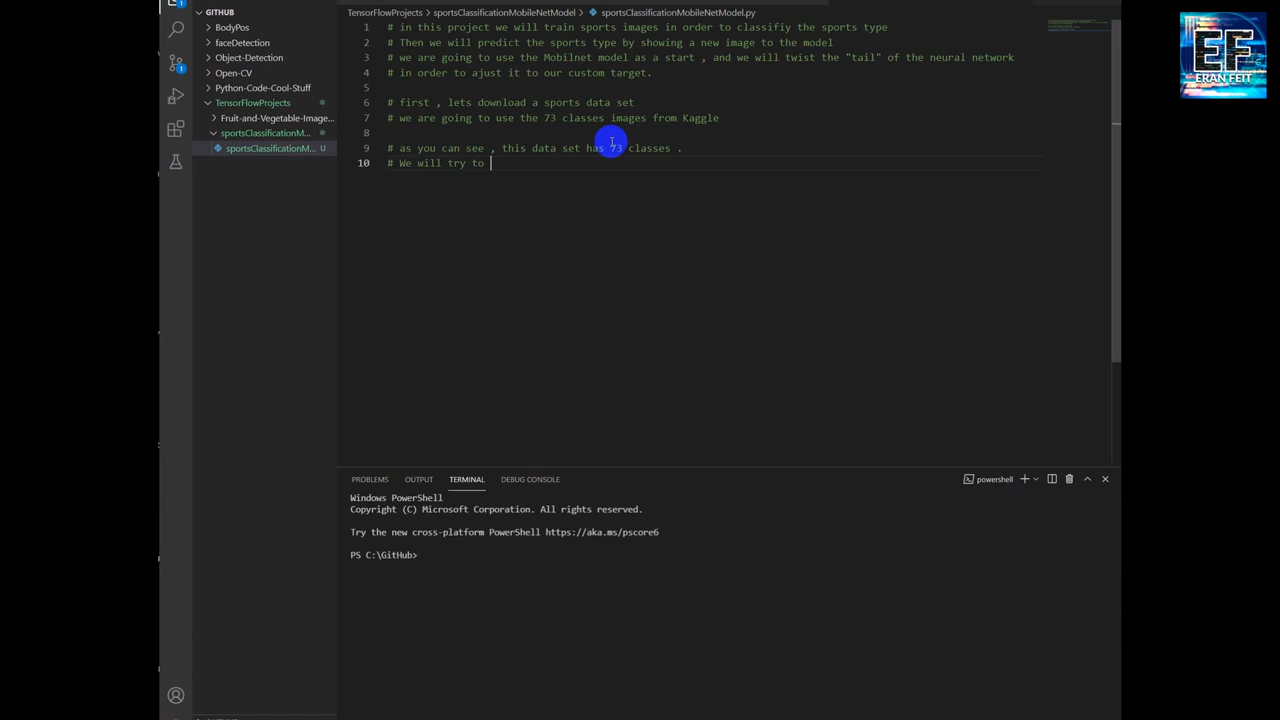 GITHUB
BodyPos
faceDetection
Object-Detection
Open-CV
Python-Code-Cool-Stuff
TensorFlowProjects
Fruit-and-Vegetable-Image...
sportsClassificationM...
sportsClassificationM... U
1
1
TensorFlowProjects > sportsClassificationMobileNetModel > sportsClassificationMobileNetModel.py
1 # in this project we will train sports images in order to classifiy the sports type
2 # Then we will predict the sports type by showing a new image to the model
3 # we are going to use the Mobilnet model as a start , and we will twist the "tail" of the neural network
4 # in order to ajust it to our custom target.
5
6 # first , lets download a sports data set
7 # we are going to use the 73 classes images from Kaggle
8
9 # as you can see , this data set has 73 classes .
10 # We will try to
PROBLEMS OUTPUT TERMINAL DEBUG CONSOLE
powershell
Windows PowerShell
Copyright (C) Microsoft Corporation. All rights reserved.
Try the new cross-platform PowerShell https://aka.ms/pscore6
PS C:\GitHub>
EF
ERAN FEIT